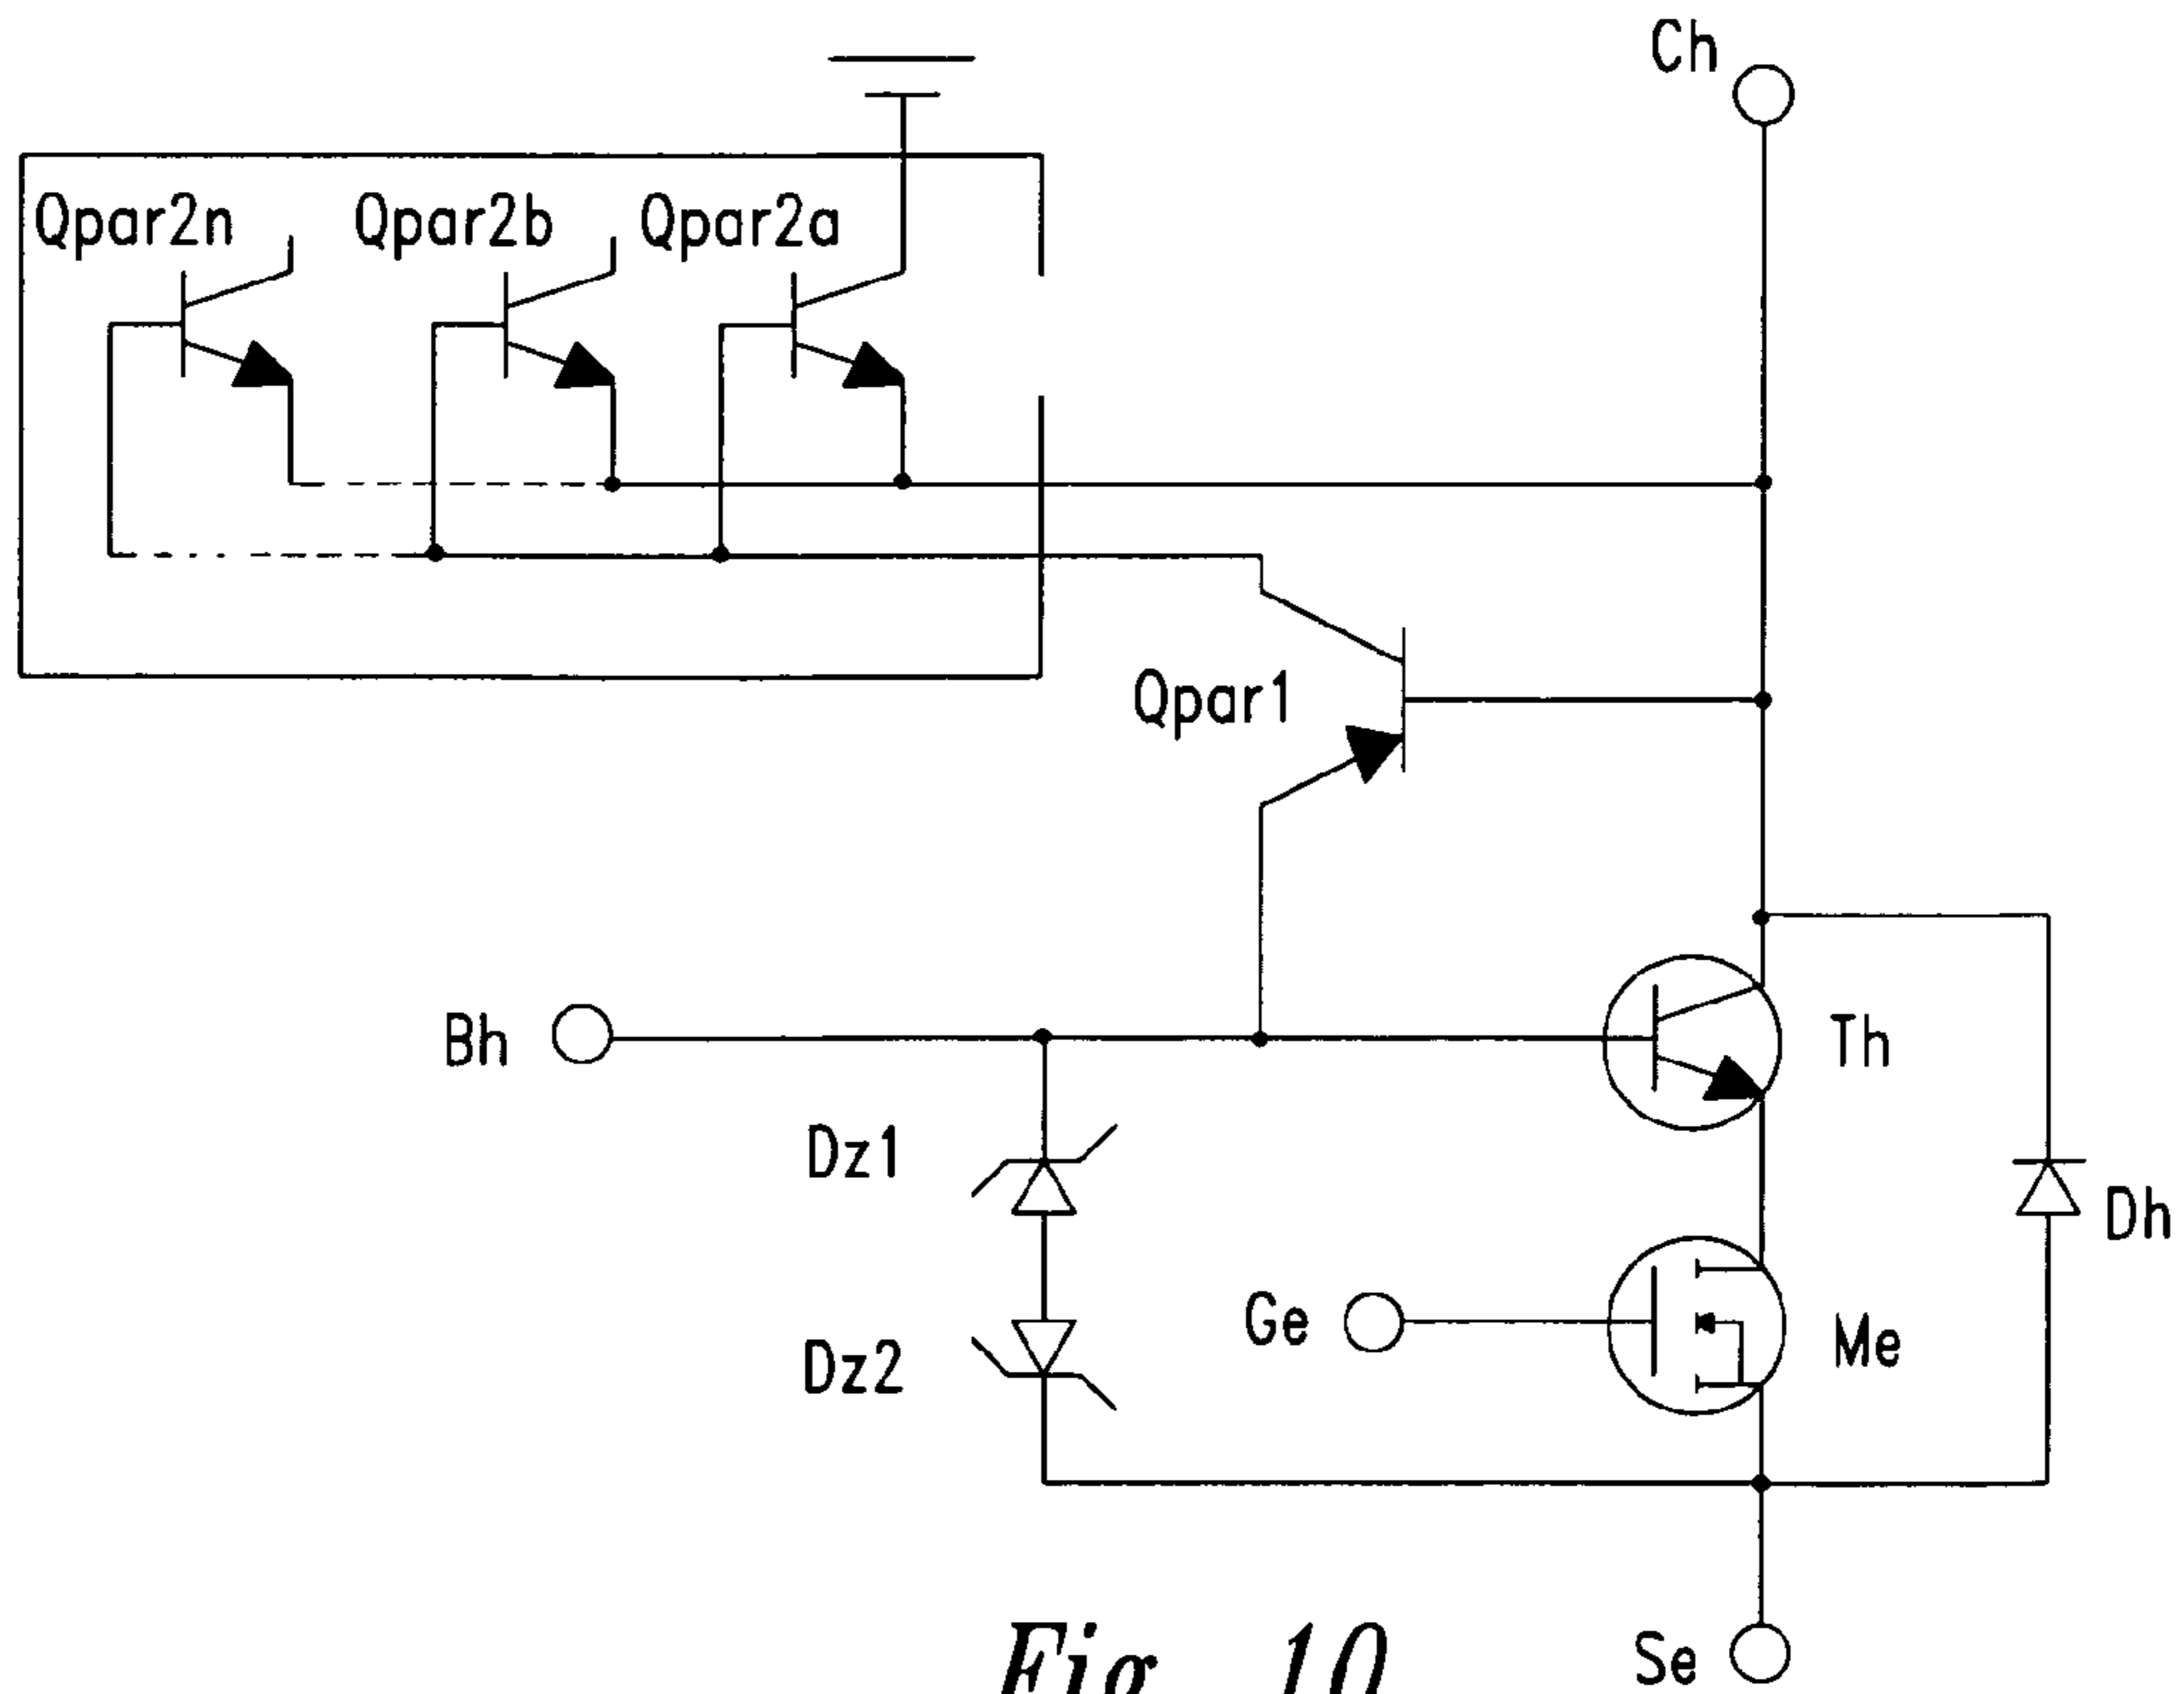 Ch
Qpar2n
Qpar2b
Qpar2a
Qpar1
Bh
Th
Dz1
Dh
Ge
Me
Dz2
Se
Fig. 10